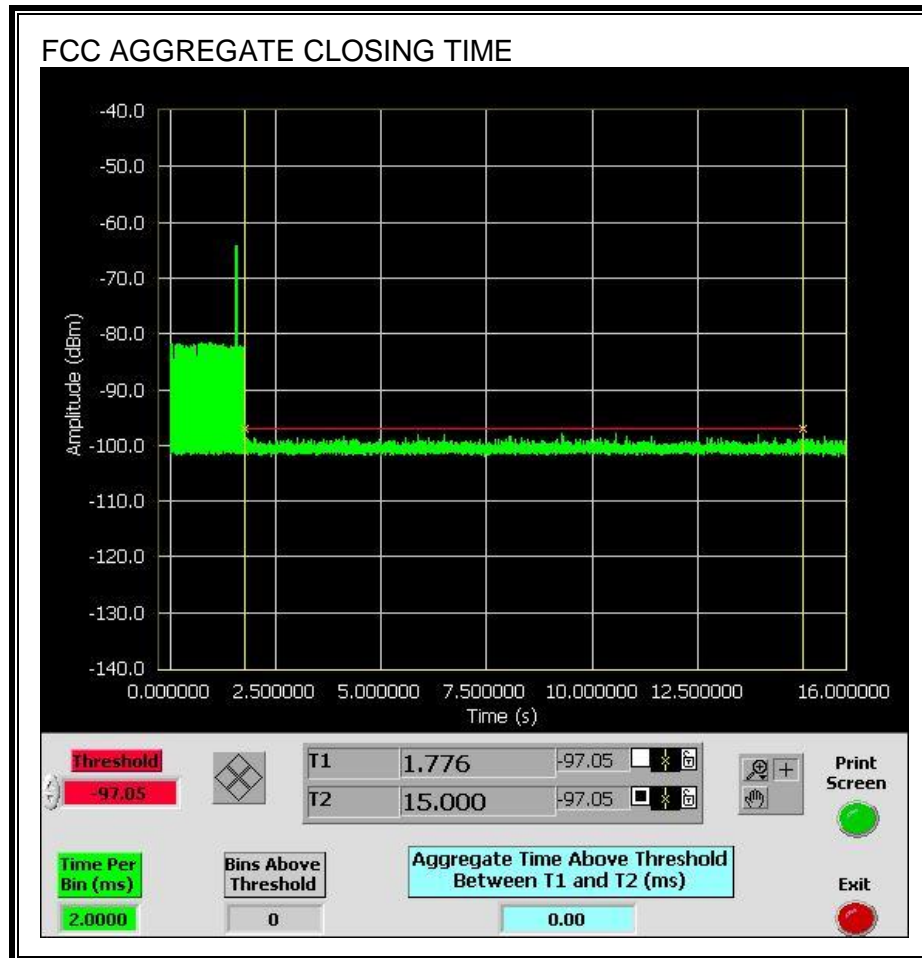 FCC AGGREGATE CLOSING TIME
-40.0
-50.0
-60.0
-70.0
-80.0
-90.0
-100.0
-110.0
-120.0
-130.0
-140.0
Amplitude (dBm)
0.000000 2.500000 5.000000 7.500000 10.000000 12.500000 16.000000
Time (s)
Threshold
-97.05
T1 1.776 -97.05
T2 15.000 -97.05
Print
Screen
Time Per
Bin (ms)
2.0000
Bins Above
Threshold
0
Aggregate Time Above Threshold
Between T1 and T2 (ms)
0.00
Exit